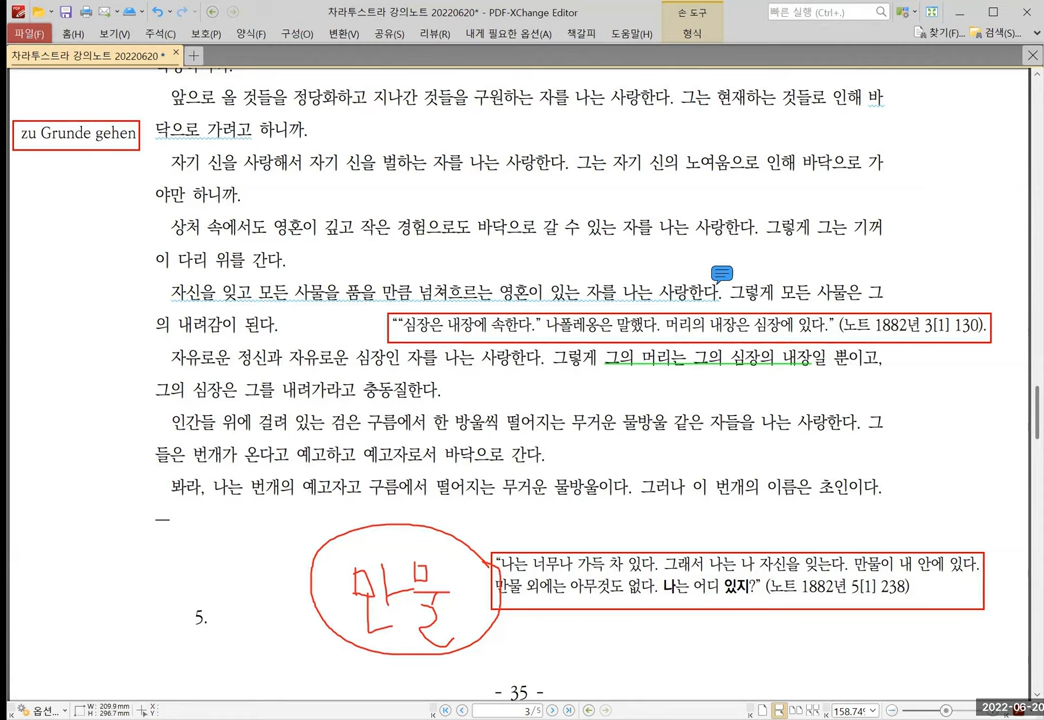 차라투스트라 강의노트 20220620* - PDF-XChange Editor
손 도구
빠른 실행 (Ctrl+.)
파일(F)
홈(H)
보기(V)
주석(C)
보호(P)
양식(F)
구성(O)
변환(V)
공유(S)
리뷰(R)
내게 필요한 옵션(A)
책갈피
도움말(H)
형식
찾기(F)...
검색(S)...
차라투스트라 강의노트 20220620 *
앞으로 올 것들을 정당화하고 지나간 것들을 구원하는 자를 나는 사랑한다. 그는 현재하는 것들로 인해 바
닥으로 가려고 하니까.
zu Grunde gehen
자기 신을 사랑해서 자기 신을 벌하는 자를 나는 사랑한다. 그는 자기 신의 노여움으로 인해 바닥으로 가
야만 하니까.
상처 속에서도 영혼이 깊고 작은 경험으로도 바닥으로 갈 수 있는 자를 나는 사랑한다. 그렇게 그는 기꺼
이 다리 위를 간다.
자신을 잊고 모든 사물을 품을 만큼 넘쳐흐르는 영혼이 있는 자를 나는 사랑한다. 그렇게 모든 사물은 그
의 내려감이 된다.
““심장은 내장에 속한다.” 나폴레옹은 말했다. 머리의 내장은 심장에 있다.” (노트 1882년 3[1] 130).
자유로운 정신과 자유로운 심장인 자를 나는 사랑한다. 그렇게 그의 머리는 그의 심장의 내장일 뿐이고,
그의 심장은 그를 내려가라고 충동질한다.
인간들 위에 걸려 있는 검은 구름에서 한 방울씩 떨어지는 무거운 물방울 같은 자들을 나는 사랑한다. 그
들은 번개가 온다고 예고하고 예고자로서 바닥으로 간다.
봐라, 나는 번개의 예고자고 구름에서 떨어지는 무거운 물방울이다. 그러나 이 번개의 이름은 초인이다.
—
만물
“나는 너무나 가득 차 있다. 그래서 나는 나 자신을 잊는다. 만물이 내 안에 있다.
만물 외에는 아무것도 없다. 나는 어디 있지?” (노트 1882년 5[1] 238)
5.
- 35 -
옵션...
W: 209.9mm
H: 296.7mm
X:
Y:
3 / 5
158.74%
2022-06-20